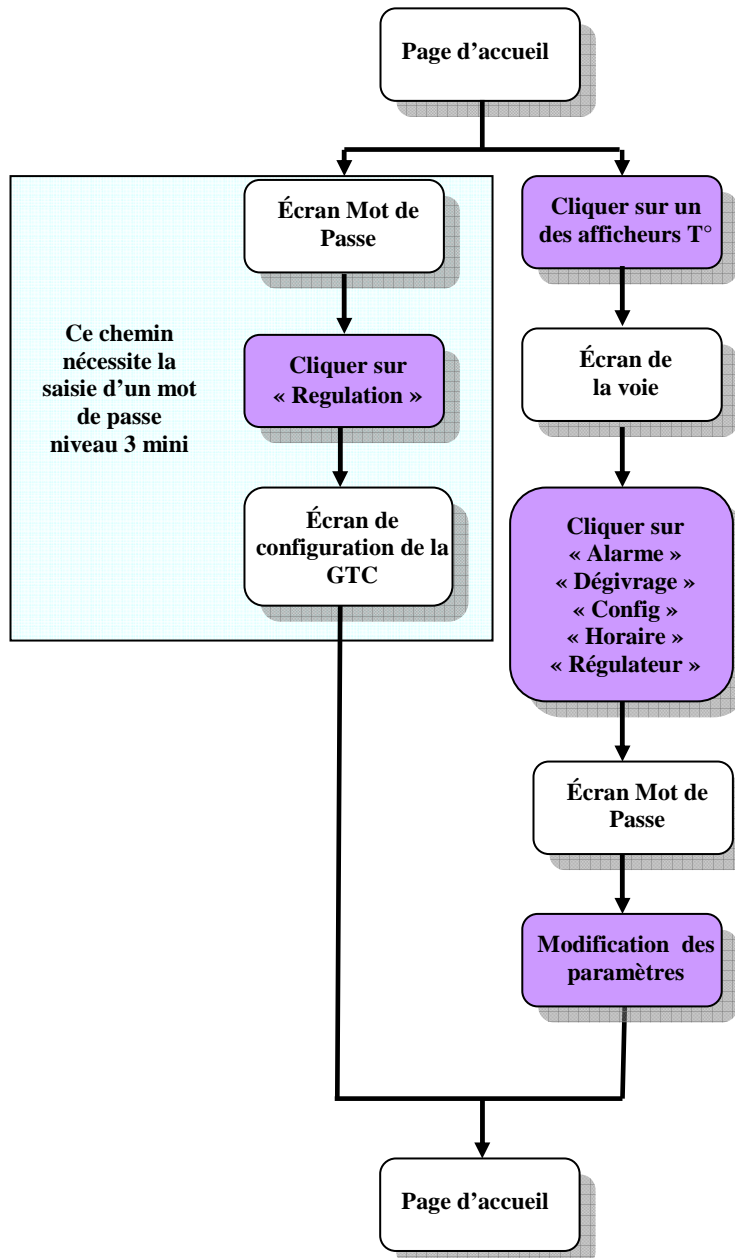 Page d’accueil
Écran Mot de
Passe
Cliquer sur
« Regulation »
Écran de
configuration de la
GTC
Ce chemin
nécessite la
saisie d’un mot
de passe
niveau 3 mini
Cliquer sur un
des afficheurs T°
Écran de
la voie
Cliquer sur
« Alarme »
« Dégivrage »
« Config »
« Horaire »
« Régulateur »
Écran Mot de
Passe
Modification des
paramètres
Page d’accueil